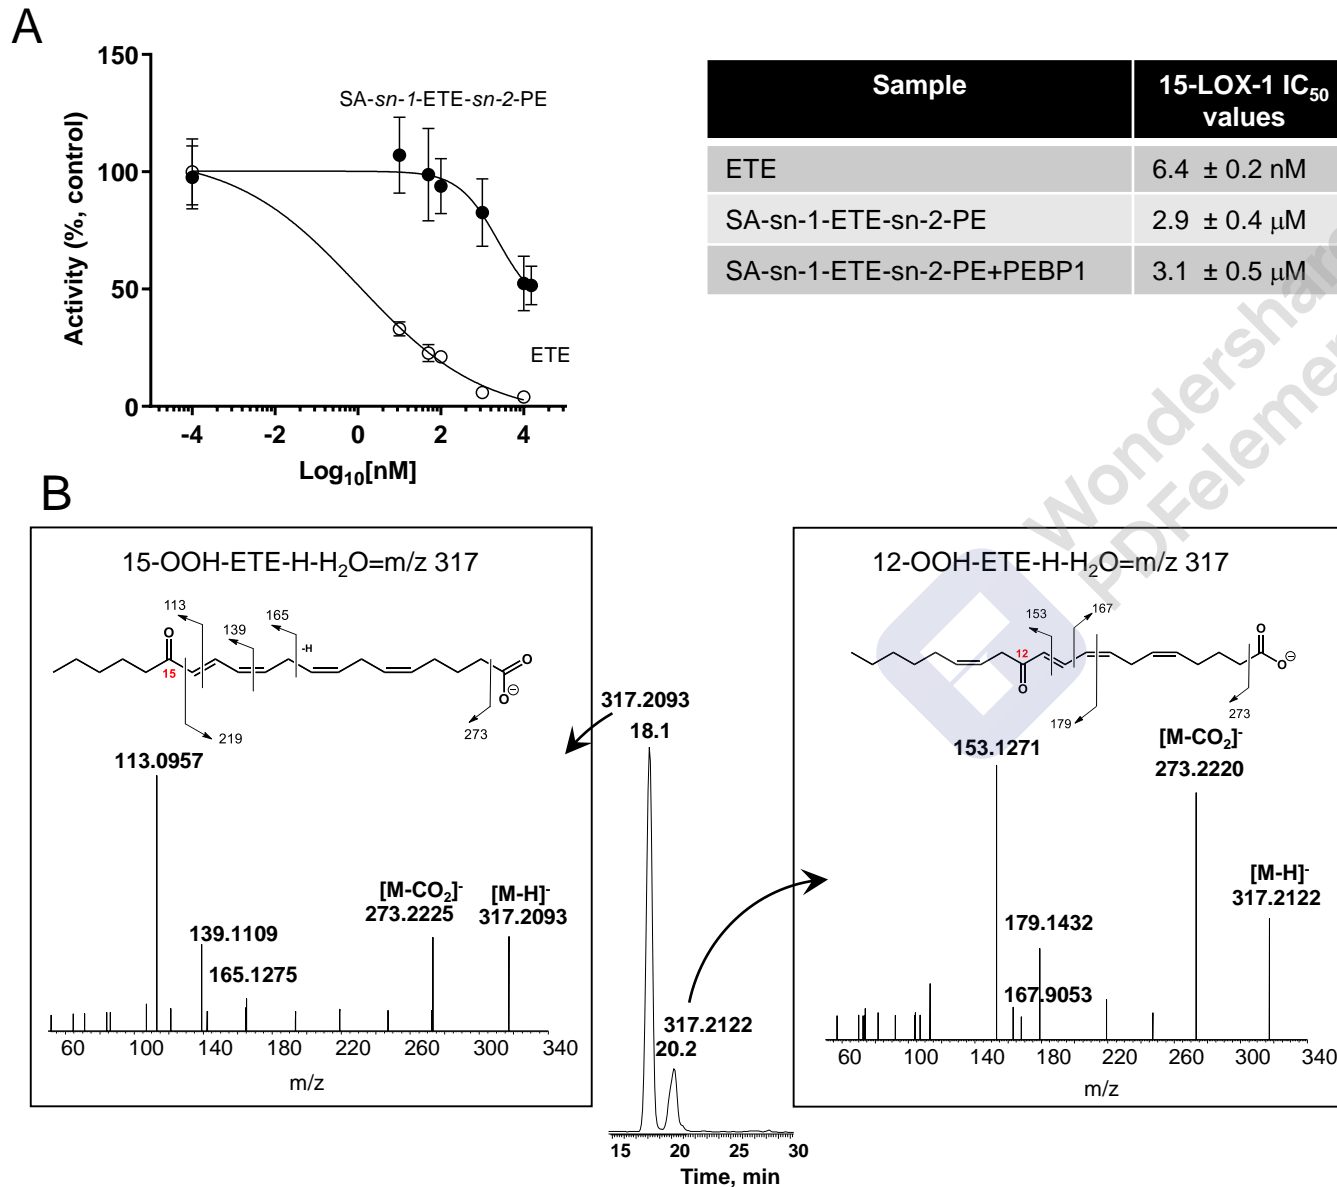 A
150
100
50
0
Activity (%, control)
-4 -2 0 2 4
Log10[nM]
SA-sn-1-ETE-sn-2-PE
ETE
Sample 15-LOX-1 IC50 values
ETE 6.4 ± 0.2 nM
SA-sn-1-ETE-sn-2-PE 2.9 ± 0.4 μM
SA-sn-1-ETE-sn-2-PE+PEBP1 3.1 ± 0.5 μM
Wondershare
PDFelement
B
15-OOH-ETE-H-H2O=m/z 317
113
139
165
-H
O
15
O
O⊖
219
273
113.0957
139.1109
165.1275
[M-CO2]-
273.2225
[M-H]-
317.2093
60 100 140 180 220 260 300 340
m/z
317.2093
18.1
317.2122
20.2
15 20 25 30
Time, min
12-OOH-ETE-H-H2O=m/z 317
153
167
12
O
O
O⊖
179
273
153.1271
[M-CO2]-
273.2220
[M-H]-
317.2122
179.1432
167.9053
60 100 140 180 220 260 300 340
m/z